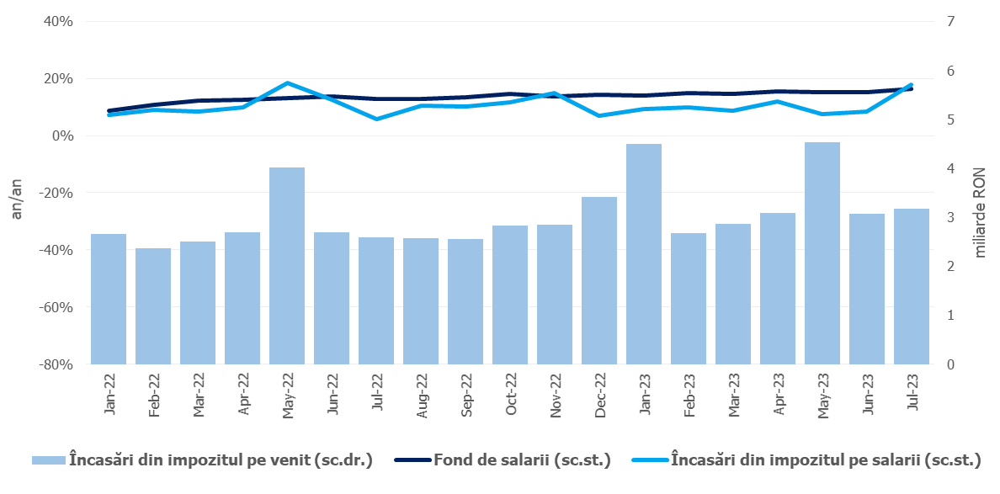 40%
20%
0%
-20%
-40%
-60%
-80%
an/an
7
6
5
4
3
2
1
0
miliarde RON
Jan-22
Feb-22
Mar-22
Apr-22
May-22
Jun-22
Jul-22
Aug-22
Sep-22
Oct-22
Nov-22
Dec-22
Jan-23
Feb-23
Mar-23
Apr-23
May-23
Jun-23
Jul-23
Încasări din impozitul pe venit (sc.dr.) Fond de salarii (sc.st.) Încasări din impozitul pe salarii (sc.st.)